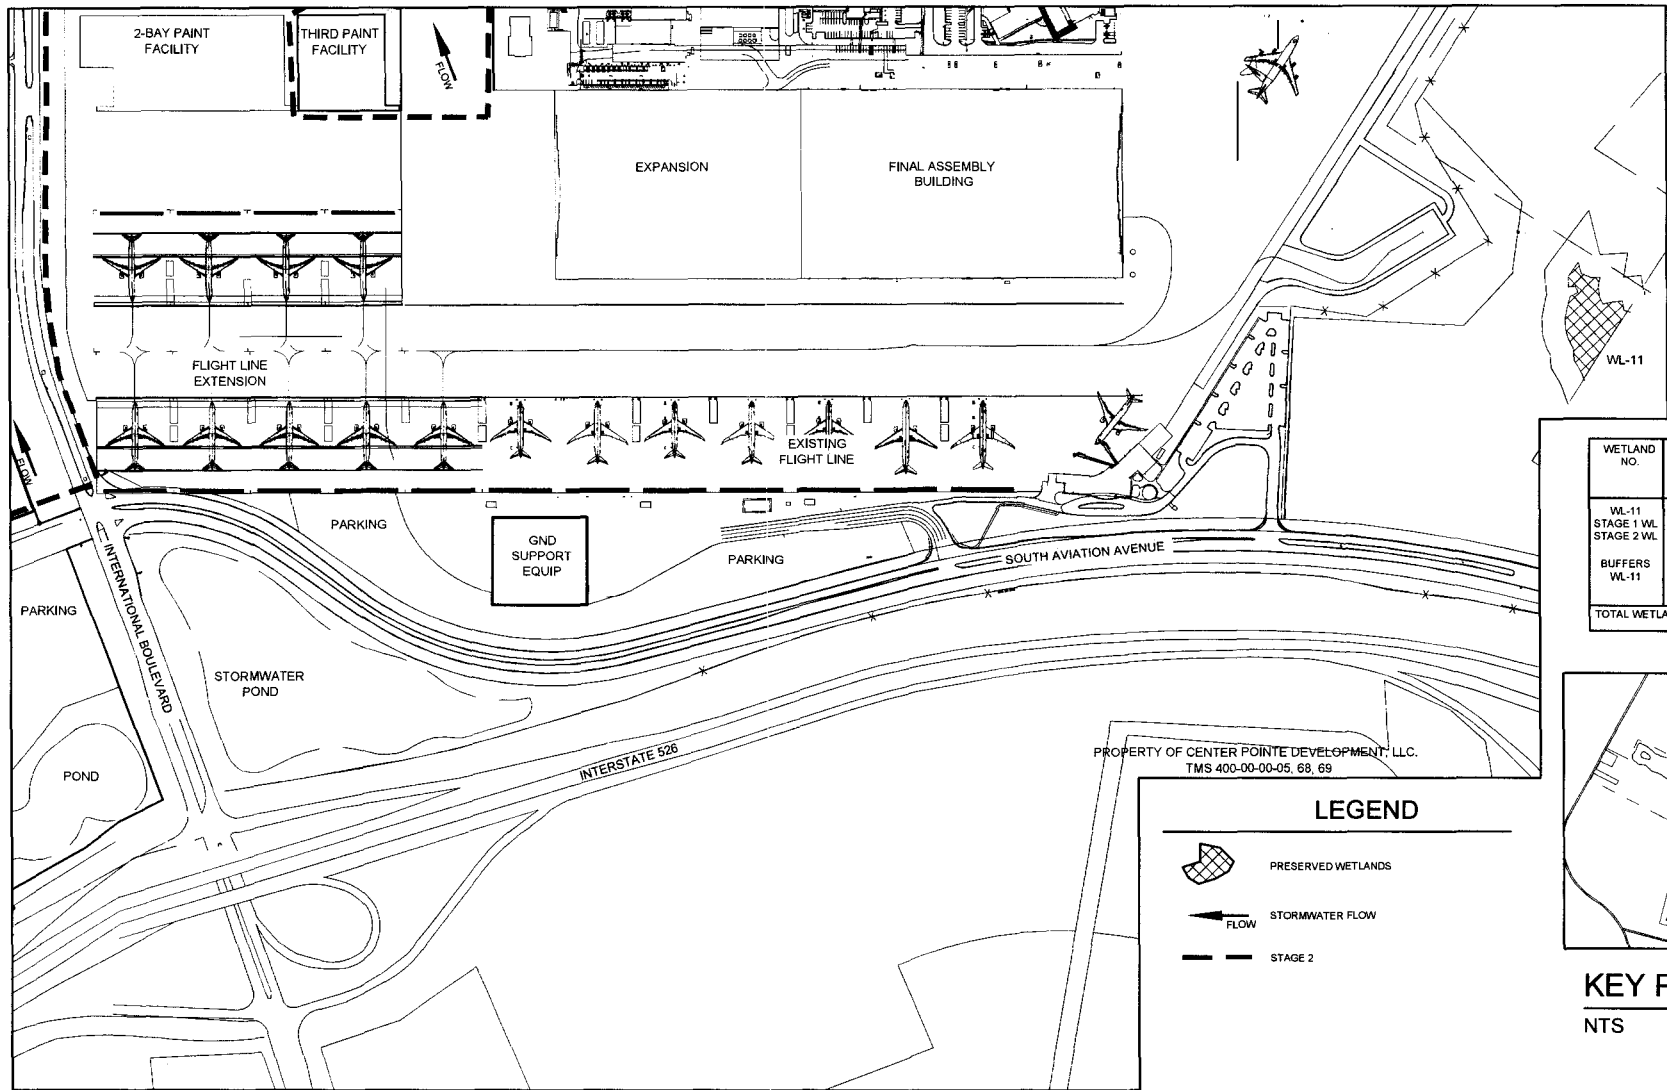 2-BAY PAINT
FACILITY
THIRD PAINT
FACILITY
FLOW
EXPANSION
FINAL ASSEMBLY
BUILDING
WL-11
FLIGHT LINE
EXTENSION
EXISTING
FLIGHT LINE
FLOW
PARKING
GND
SUPPORT
EQUIP
PARKING
SOUTH AVIATION AVENUE
WETLAND
NO.
WL-11
STAGE 1 WL
STAGE 2 WL
BUFFERS
WL-11
PARKING
INTERNATIONAL BOULEVARD
STORMWATER
POND
POND
INTERSTATE 526
PROPERTY OF CENTER POINTE DEVELOPMENT, LLC.
TMS 400-00-00-05, 68, 69
LEGEND
PRESERVED WETLANDS
FLOW
STORMWATER FLOW
STAGE 2
TOTAL
KEY
NTS